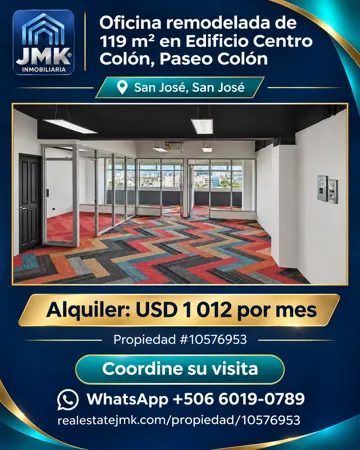 JMK®
INMOBILIARIA
Oficina remodelada de
119 m² en Edificio Centro
Colón, Paseo Colón
San José, San José
Alquiler: USD 1 012 por mes
Propiedad #10576953
Coordine su visita
WhatsApp +506 6019-0789
realestatejmk.com/propiedad/10576953